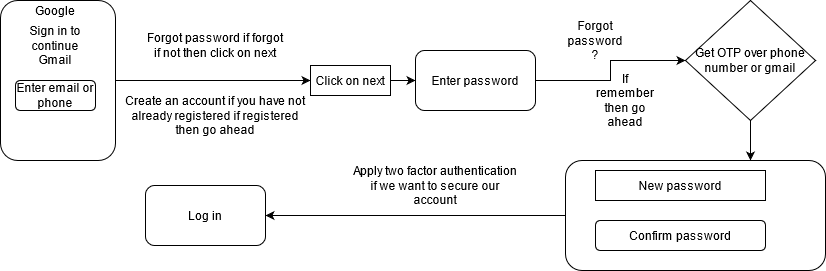 Google
Sign in to
continue
Gmail
Enter email or
phone
Forgot password if forgot
if not then click on next
Create an account if you have not
already registered if registered
then go ahead
Click on next
Enter password
Forgot
password
?
If
remember
then go
ahead
Get OTP over phone
number or gmail
New password
Confirm password
Apply two factor authentication
if we want to secure our
account
Log in